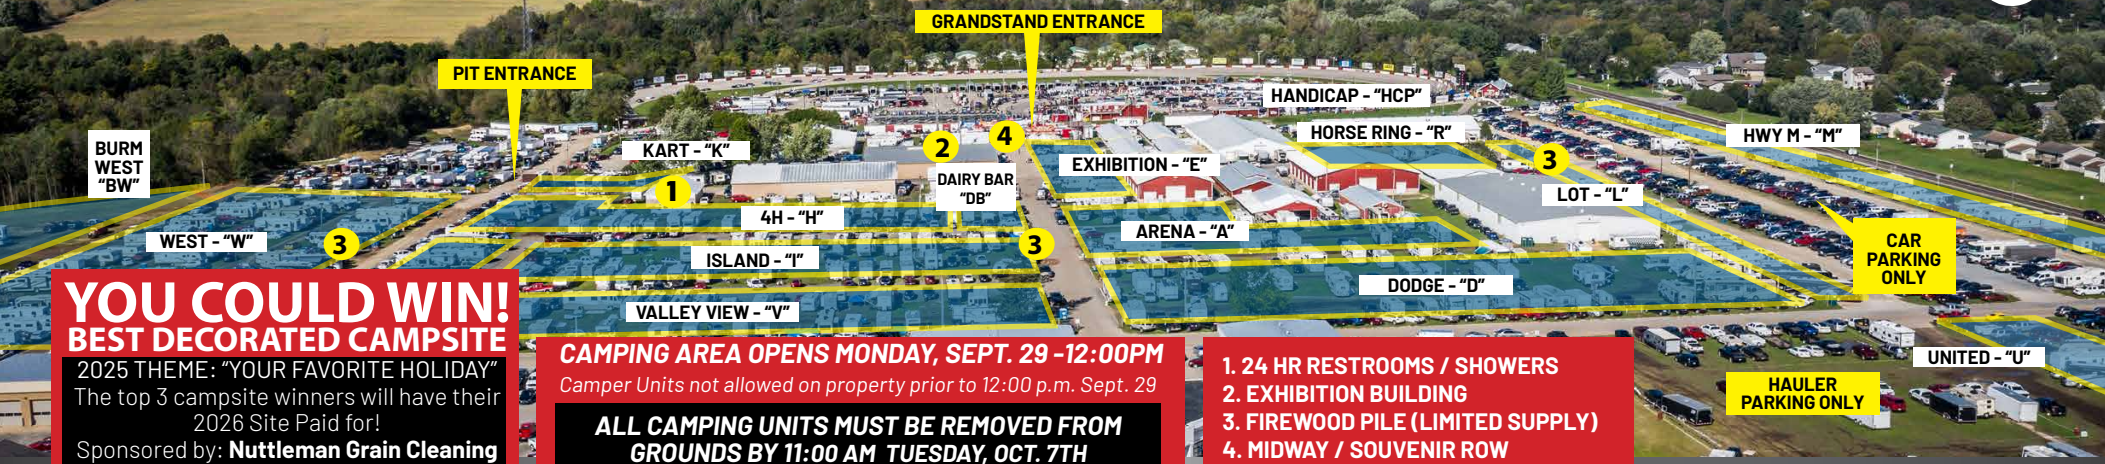 GRANDSTAND ENTRANCE
PIT ENTRANCE
HANDICAP - “HCP”
HORSE RING - “R”
HWY M - “M”
BURM
WEST
“BW”
KART - “K”
2
4
EXHIBITION - “E”
3
1
DAIRY BAR
“DB”
LOT - “L”
4H - “H”
WEST - “W”
3
3
ARENA - “A”
CAR
PARKING
ONLY
ISLAND - “I”
DODGE - “D”
VALLEY VIEW - “V”
UNITED - “U”
HAULER
PARKING ONLY
YOU COULD WIN!
BEST DECORATED CAMPSITE
2025 THEME: “YOUR FAVORITE HOLIDAY”
The top 3 campsite winners will have their
2026 Site Paid for!
Sponsored by: Nuttleman Grain Cleaning
CAMPING AREA OPENS MONDAY, SEPT. 29 -12:00PM
Camper Units not allowed on property prior to 12:00 p.m. Sept. 29
ALL CAMPING UNITS MUST BE REMOVED FROM
GROUNDS BY 11:00 AM TUESDAY, OCT. 7TH
1. 24 HR RESTROOMS / SHOWERS
2. EXHIBITION BUILDING
3. FIREWOOD PILE (LIMITED SUPPLY)
4. MIDWAY / SOUVENIR ROW